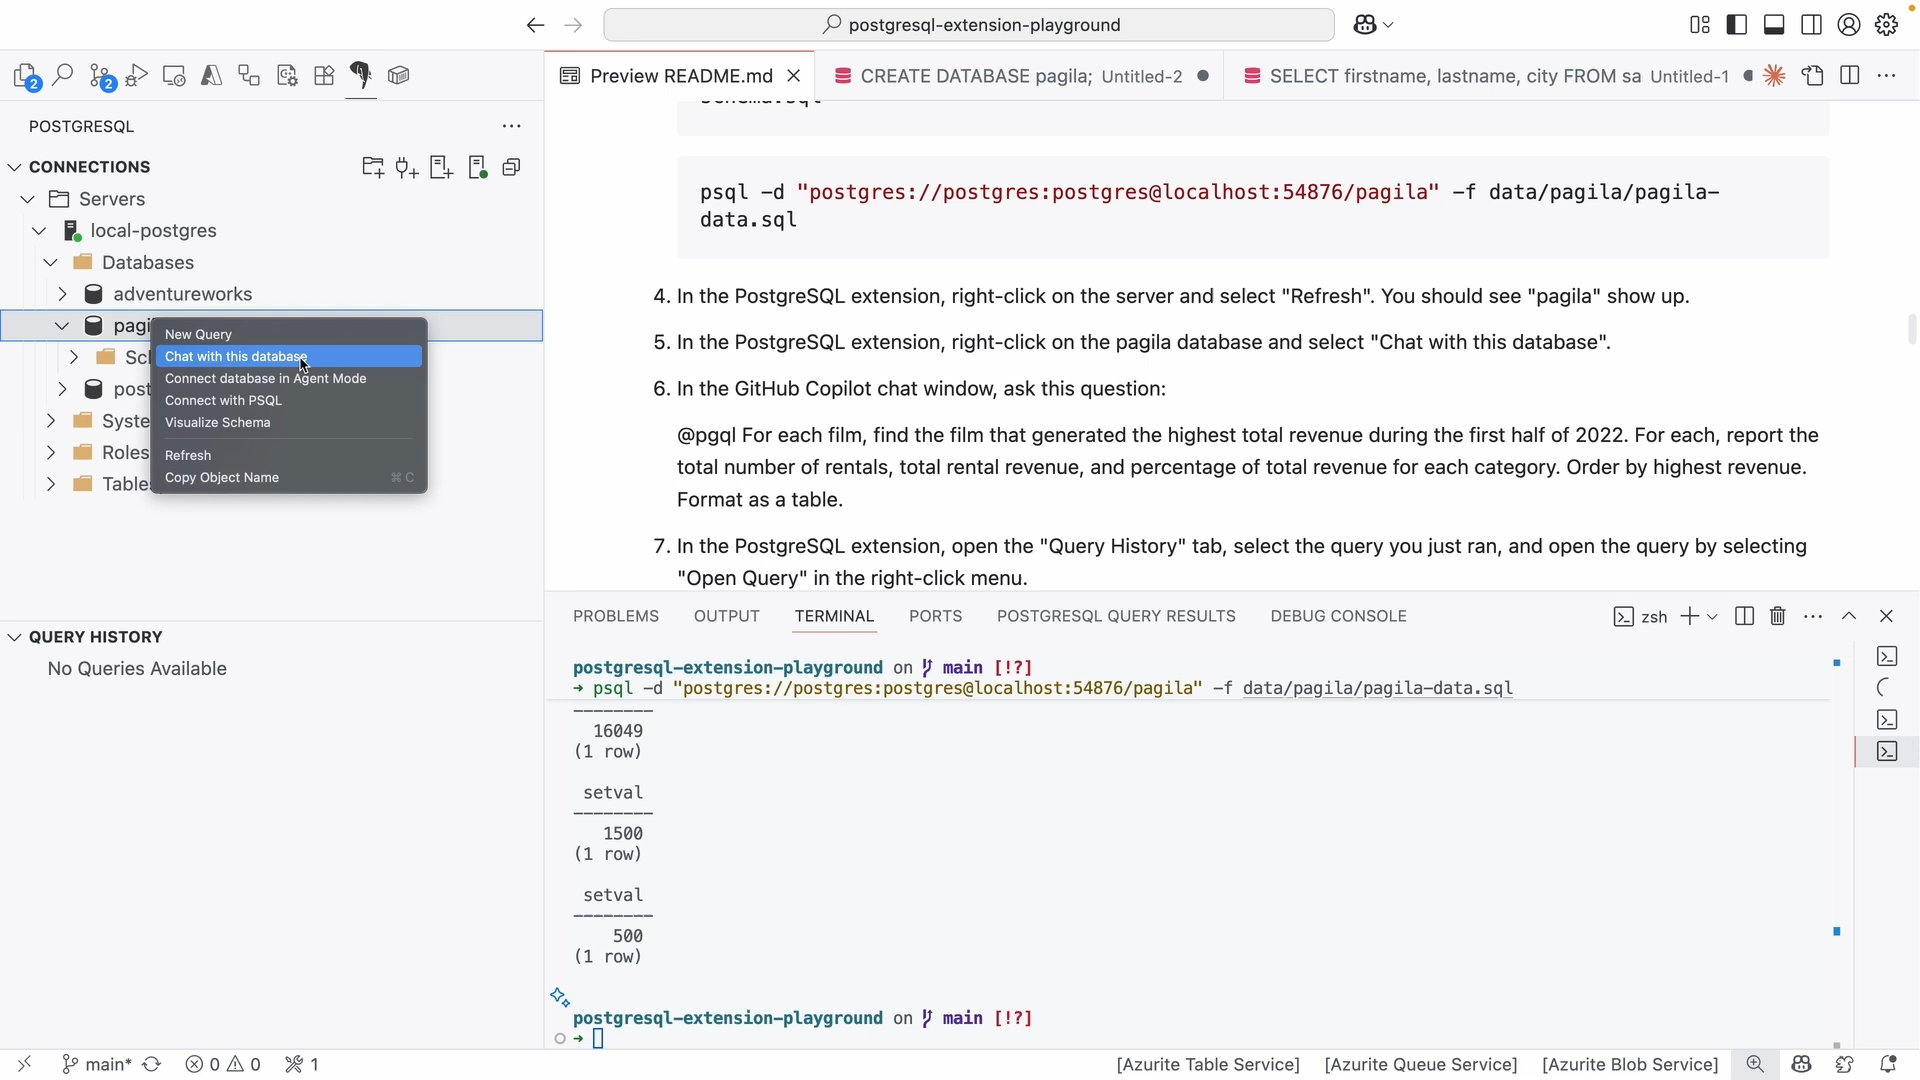 postgresql-extension-playground
2
2
Preview README.md
CREATE DATABASE pagila; Untitled-2
SELECT firstname, lastname, city FROM sa Untitled-1
POSTGRESQL
CONNECTIONS
Servers
local-postgres
Databases
adventureworks
pagi
Sch
post
Syste
Roles
Tables
New Query
Chat with this database
Connect database in Agent Mode
Connect with PSQL
Visualize Schema
Refresh
Copy Object Name ⌘ C
QUERY HISTORY
No Queries Available
schema.sql
psql -d "postgres://postgres:postgres@localhost:54876/pagila" -f data/pagila/pagila-
data.sql
4. In the PostgreSQL extension, right-click on the server and select "Refresh". You should see "pagila" show up.
5. In the PostgreSQL extension, right-click on the pagila database and select "Chat with this database".
6. In the GitHub Copilot chat window, ask this question:
@pgql For each film, find the film that generated the highest total revenue during the first half of 2022. For each, report the
total number of rentals, total rental revenue, and percentage of total revenue for each category. Order by highest revenue.
Format as a table.
7. In the PostgreSQL extension, open the "Query History" tab, select the query you just ran, and open the query by selecting
"Open Query" in the right-click menu.
PROBLEMS OUTPUT TERMINAL PORTS POSTGRESQL QUERY RESULTS DEBUG CONSOLE
zsh
postgresql-extension-playground on main [!?]
➜ psql -d "postgres://postgres:postgres@localhost:54876/pagila" -f data/pagila/pagila-data.sql
--------
16049
(1 row)
setval
--------
1500
(1 row)
setval
--------
500
(1 row)
postgresql-extension-playground on main [!?]
➜
main* 0 0 1
[Azurite Table Service] [Azurite Queue Service] [Azurite Blob Service]